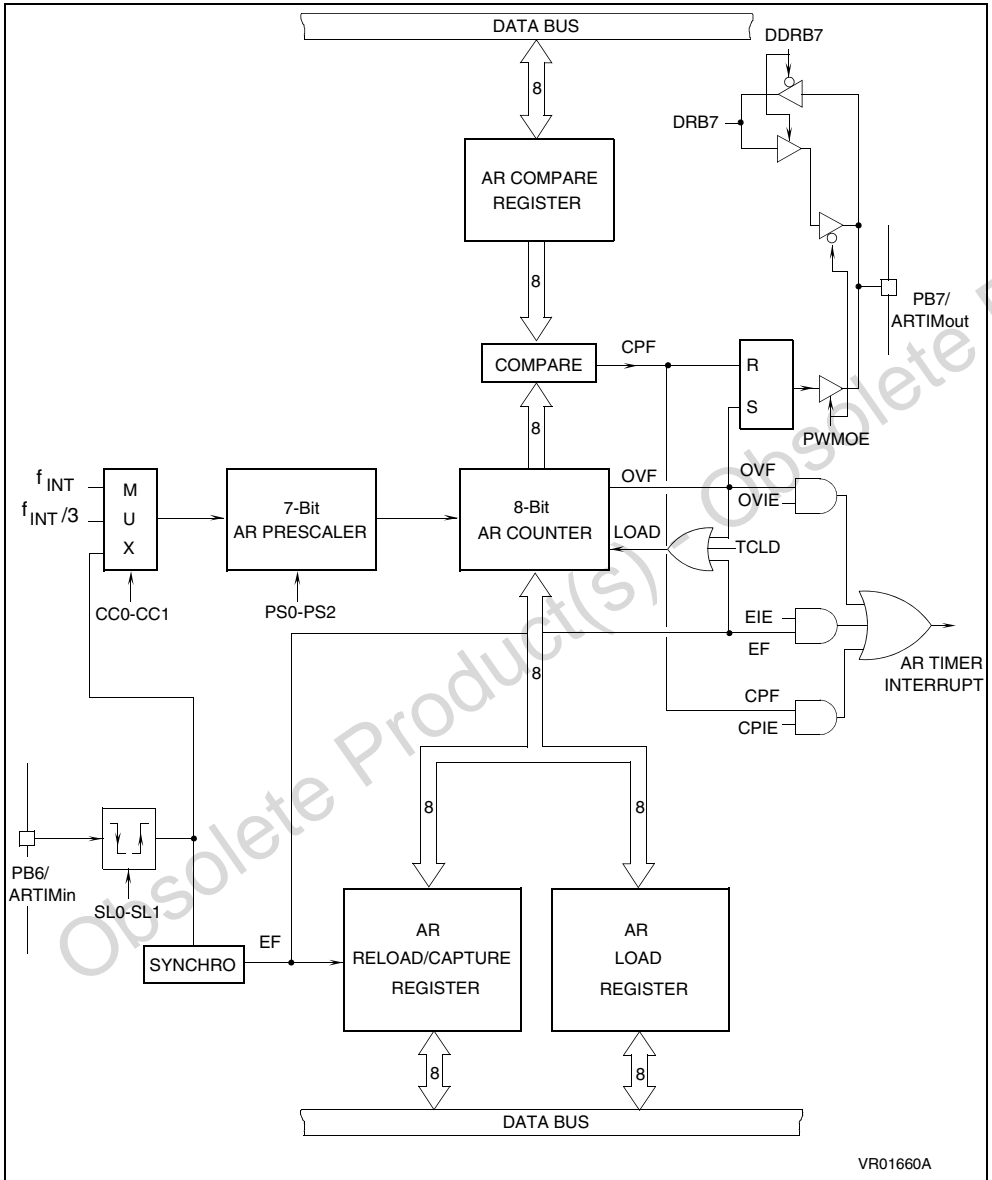 DATA BUS
DDRB7
8
DRB7
AR COMPARE
REGISTER
8
PB7/
ARTIMout
CPF
COMPARE
R
S
8
PWMOE
OVF
OVF
f INT
M
U
X
7-Bit
AR PRESCALER
8-Bit
AR COUNTER
OVIE
f INT /3
LOAD
TCLD
CC0-CC1
PS0-PS2
EIE
EF
AR TIMER
INTERRUPT
8
CPF
CPIE
8
8
PB6/
ARTIMin
SL0-SL1
EF
SYNCHRO
AR
RELOAD/CAPTURE
REGISTER
AR
LOAD
REGISTER
8
8
DATA BUS
VR01660A
Obsolete Product(s) - Obsolete